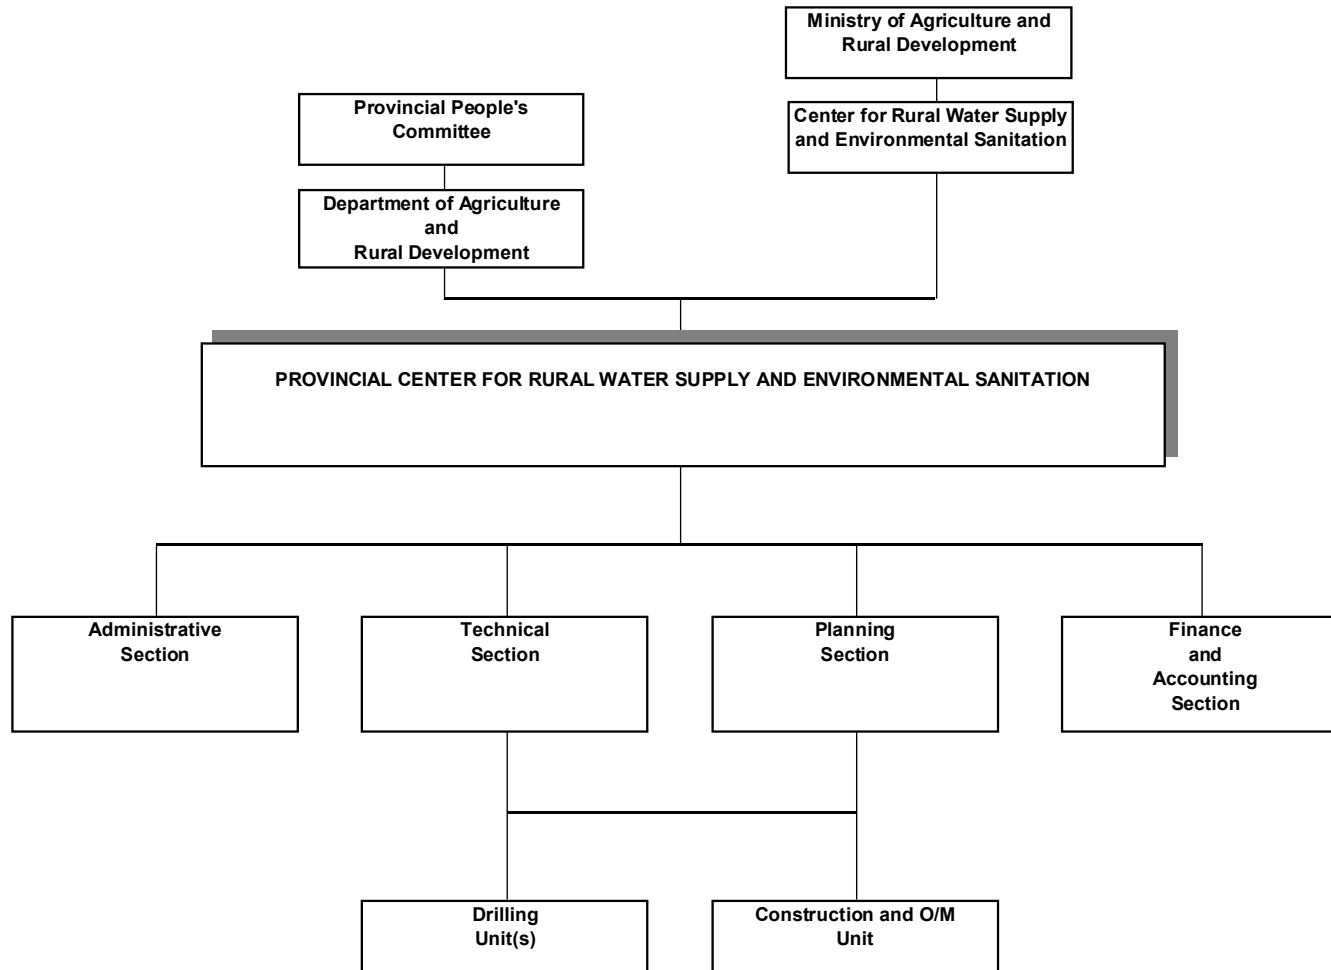 Ministry of Agriculture and
Rural Development
Provincial People's
Committee
Center for Rural Water Supply
and Environmental Sanitation
Department of Agriculture
and
Rural Development
PROVINCIAL CENTER FOR RURAL WATER SUPPLY AND ENVIRONMENTAL SANITATION
Administrative
Section
Technical
Section
Planning
Section
Finance
and
Accounting
Section
Drilling
Unit(s)
Construction and O/M
Unit